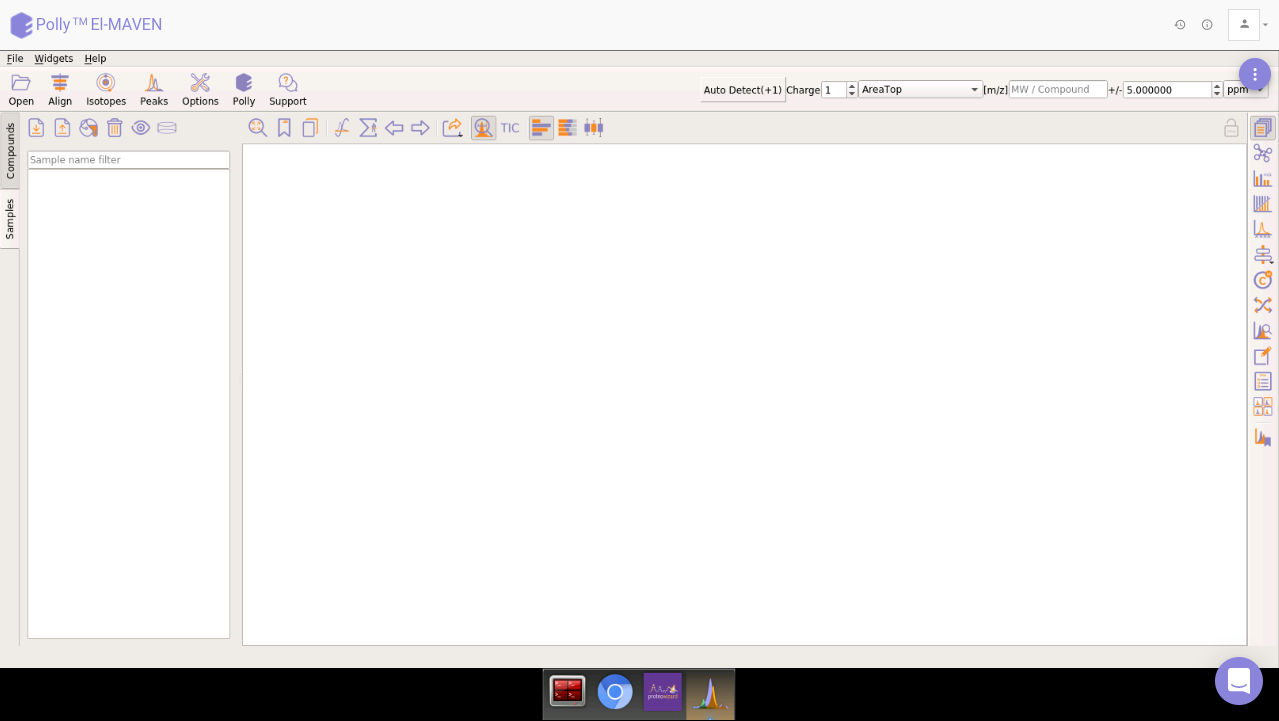 Polly™ El-MAVEN
File Widgets Help
Open Align Isotopes Peaks Options Polly Support
Auto Detect(+1) Charge 1 AreaTop [m/z] MW / Compound +/- 5.000000 ppm
TIC
Compounds
Samples
Sample name filter